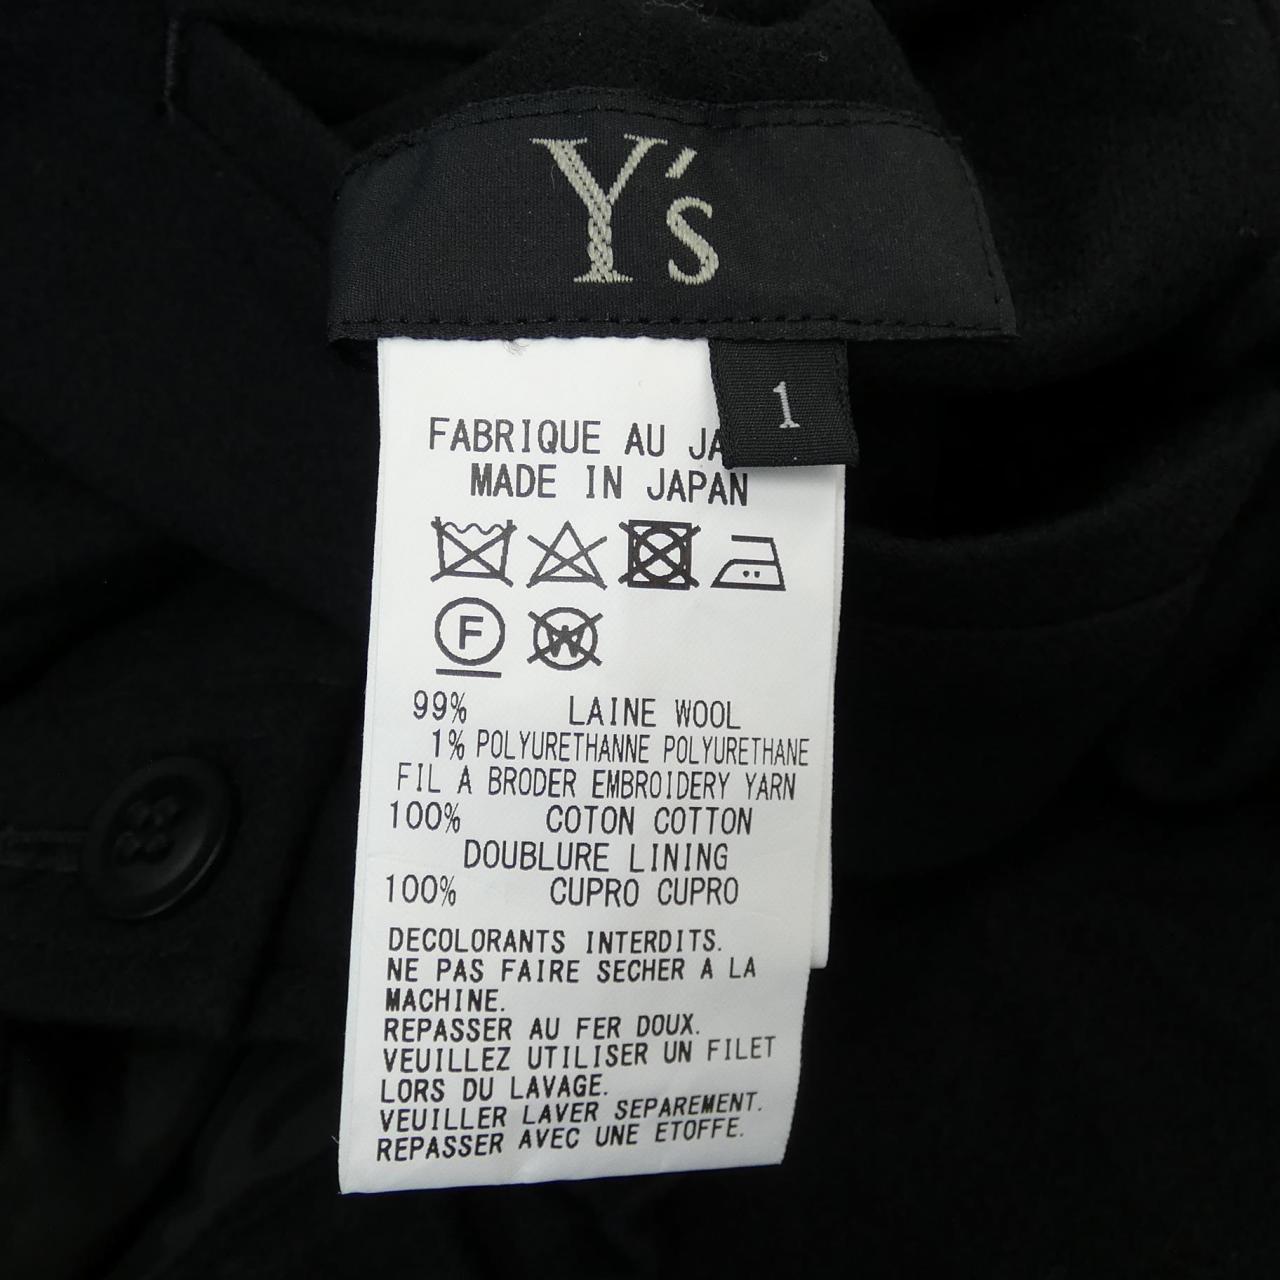 Y's
1
FABRIQUE AU
MADE IN JAPAN
F
W
99% LAINE WOOL
1% POLYURETHANNE POLYURETHANE
FIL A BRODER EMBROIDERY YARN
100% COTON COTTON
DOUBLURE LINING
100% CUPRO CUPRO
DECOLORANTS INTERDITS.
NE PAS FAIRE SECHER A LA
MACHINE.
REPASSER AU FER DOUX.
VEUILLEZ UTILISER UN FILET
LORS DU LAVAGE.
VEUILLER LAVER SEPAREMENT.
REPASSER AVEC UNE ETOFFE.